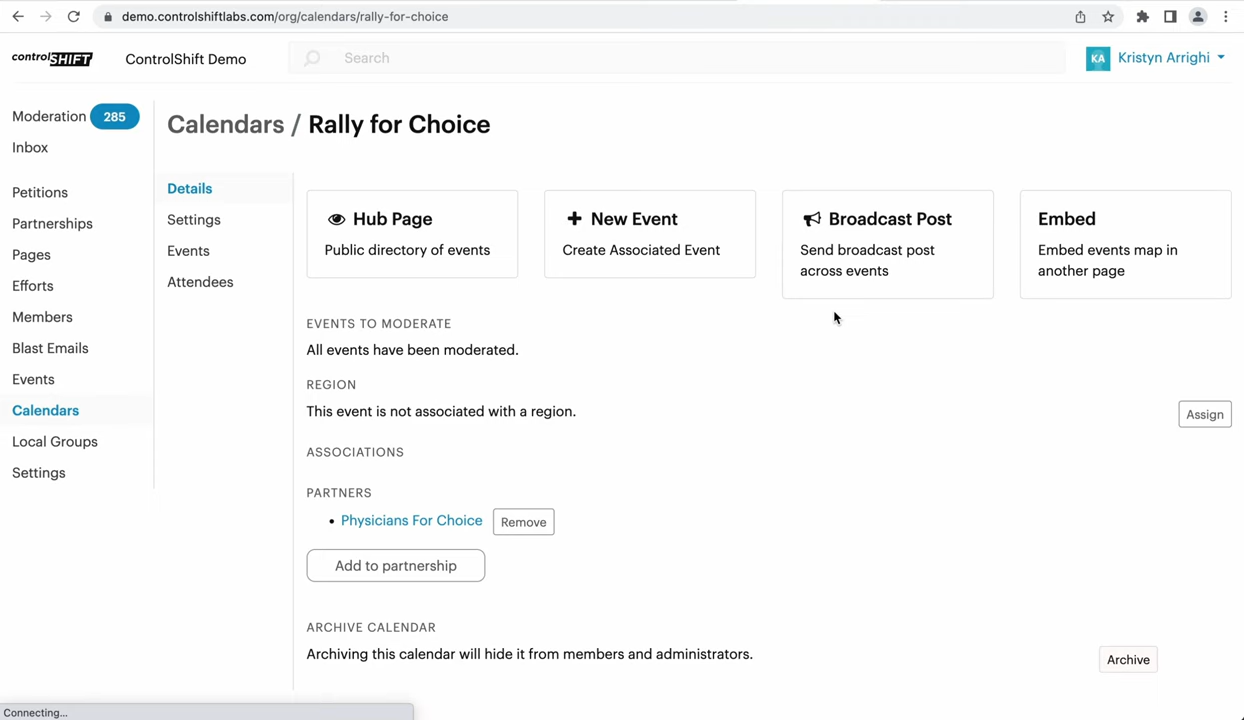 demo.controlshiftlabs.com/org/calendars/rally-for-choice
controlSHIFT
ControlShift Demo
Search
KA
Kristyn Arrighi
Moderation 285
Inbox
Petitions
Partnerships
Pages
Efforts
Members
Blast Emails
Events
Calendars
Local Groups
Settings
Calendars / Rally for Choice
Details
Settings
Events
Attendees
Hub Page
Public directory of events
New Event
Create Associated Event
Broadcast Post
Send broadcast post
across events
Embed
Embed events map in
another page
EVENTS TO MODERATE
All events have been moderated.
REGION
This event is not associated with a region.
Assign
ASSOCIATIONS
PARTNERS
• Physicians For Choice Remove
Add to partnership
ARCHIVE CALENDAR
Archiving this calendar will hide it from members and administrators.
Archive
Connecting...